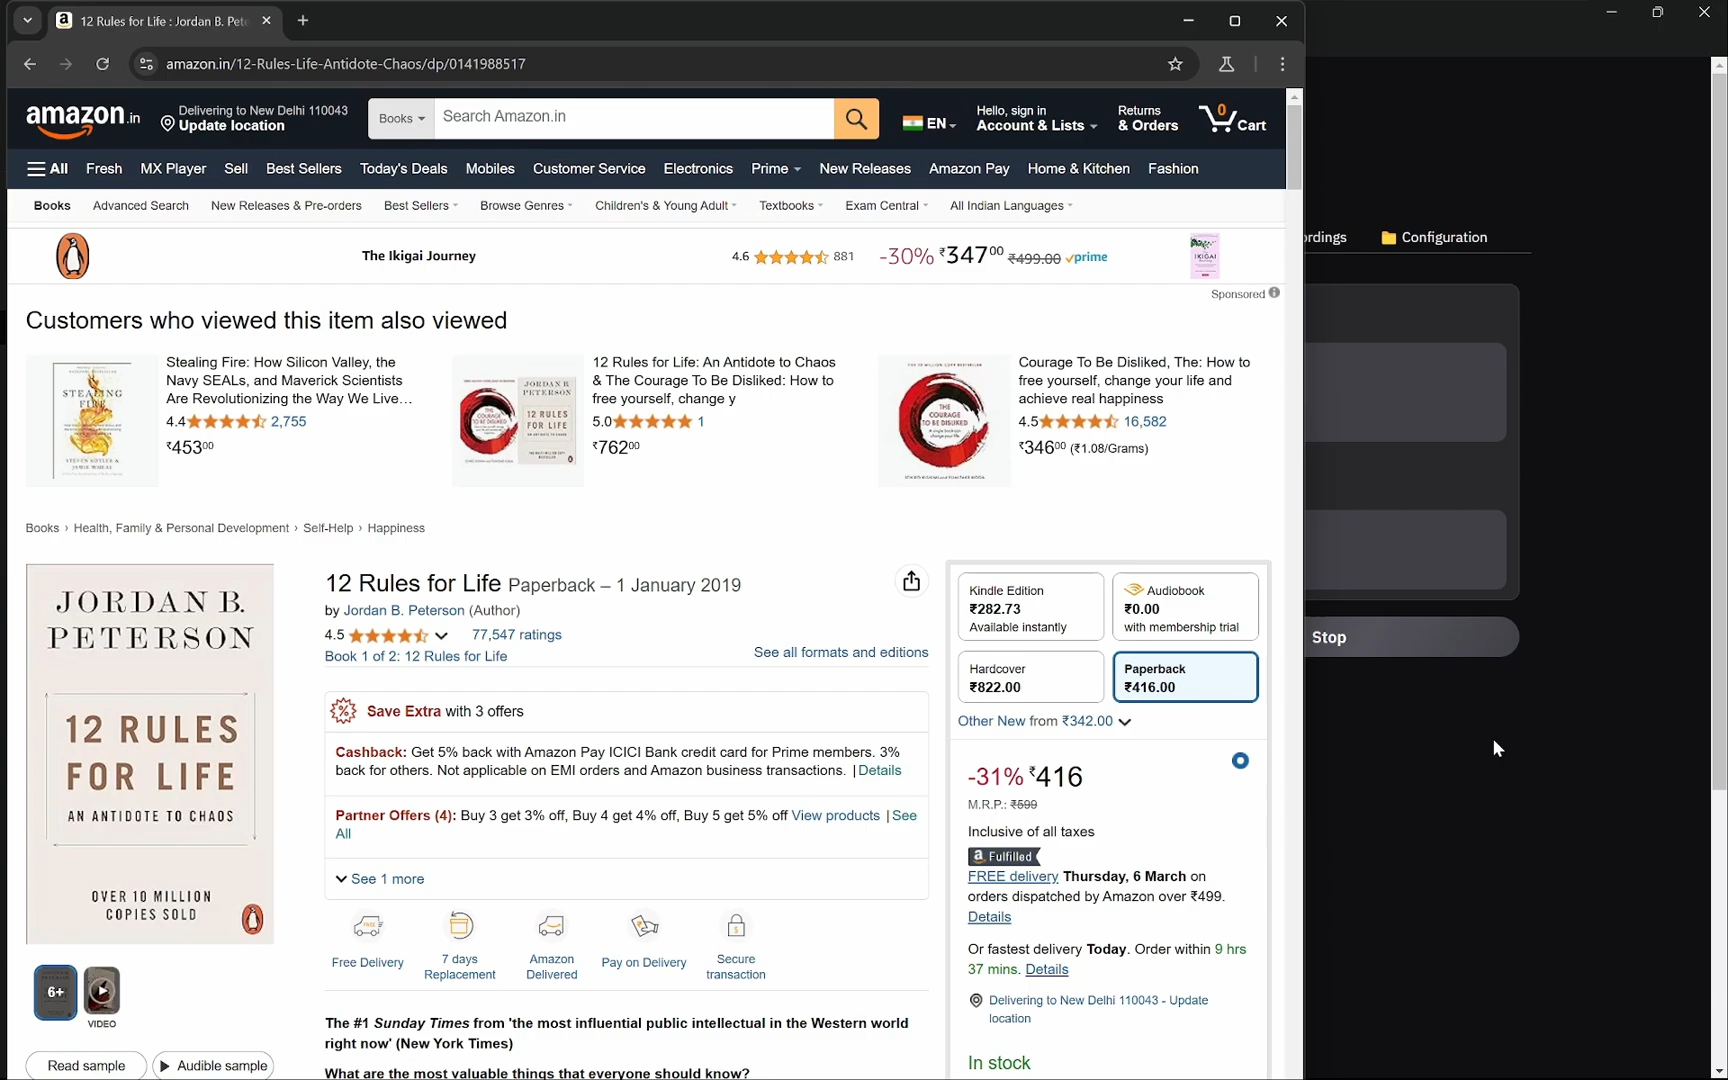 12 Rules for Life : Jordan B. Pete
amazon.in/12-Rules-Life-Antidote-Chaos/dp/0141988517
amazon.in
Delivering to New Delhi 110043
Update location
Books
Search Amazon.in
EN
Hello, sign in
Account & Lists
Returns
& Orders
0
Cart
All
Fresh
MX Player
Sell
Best Sellers
Today's Deals
Mobiles
Customer Service
Electronics
Prime
New Releases
Amazon Pay
Home & Kitchen
Fashion
Books
Advanced Search
New Releases & Pre-orders
Best Sellers
Browse Genres
Children's & Young Adult
Textbooks
Exam Central
All Indian Languages
rdings
Configuration
The Ikigai Journey
4.6
881
-30% ₹347⁰⁰ ₹499.00 prime
IKIGAI
Sponsored
Customers who viewed this item also viewed
STEALING
FIRE
Stealing Fire: How Silicon Valley, the
Navy SEALs, and Maverick Scientists
Are Revolutionizing the Way We Live…
4.4
2,755
₹453⁰⁰
JORDAN B.
PETERSON
12 RULES
FOR LIFE
12 Rules for Life: An Antidote to Chaos
& The Courage To Be Disliked: How to
free yourself, change y
5.0
1
₹762⁰⁰
THE
COURAGE
TO BE
DISLIKED
Courage To Be Disliked, The: How to
free yourself, change your life and
achieve real happiness
4.5
16,582
₹346⁰⁰ (₹1.08/Grams)
Books › Health, Family & Personal Development › Self-Help › Happiness
JORDAN B.
PETERSON
12 RULES
FOR LIFE
AN ANTIDOTE TO CHAOS
OVER 10 MILLION
COPIES SOLD
6+
VIDEO
Read sample
Audible sample
12 Rules for Life Paperback – 1 January 2019
by Jordan B. Peterson (Author)
4.5
77,547 ratings
Book 1 of 2: 12 Rules for Life
See all formats and editions
Save Extra with 3 offers
Cashback: Get 5% back with Amazon Pay ICICI Bank credit card for Prime members. 3%
back for others. Not applicable on EMI orders and Amazon business transactions. | Details
Partner Offers (4): Buy 3 get 3% off, Buy 4 get 4% off, Buy 5 get 5% off View products | See
All
See 1 more
FREE
Free Delivery
7 days
Replacement
Amazon
Delivered
Pay on Delivery
Secure
transaction
The #1 Sunday Times from 'the most influential public intellectual in the Western world
right now' (New York Times)
What are the most valuable things that everyone should know?
Kindle Edition
₹282.73
Available instantly
Audiobook
₹0.00
with membership trial
Hardcover
₹822.00
Paperback
₹416.00
Other New from ₹342.00
-31% ₹416
M.R.P.: ₹599
Inclusive of all taxes
a Fulfilled
FREE delivery Thursday, 6 March on
orders dispatched by Amazon over ₹499.
Details
Or fastest delivery Today. Order within 9 hrs
37 mins. Details
Delivering to New Delhi 110043 - Update
location
In stock
Stop